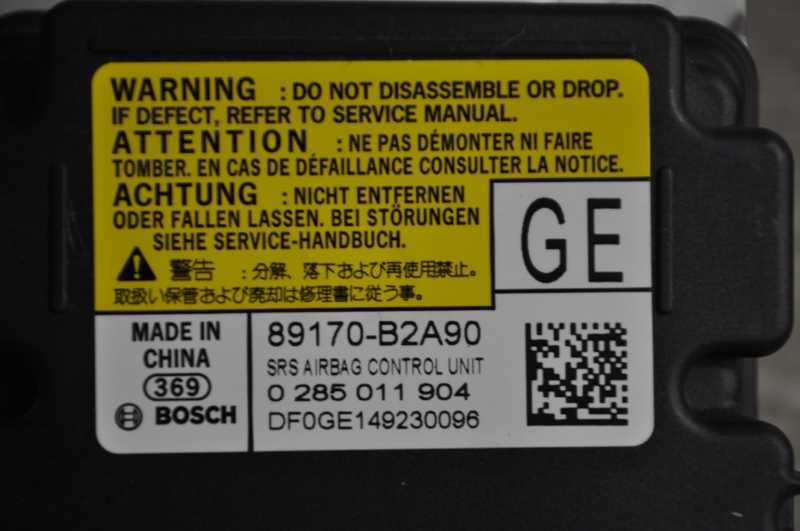 WARNING : DO NOT DISASSEMBLE OR DROP.
IF DEFECT, REFER TO SERVICE MANUAL.
ATTENTION : NE PAS DÉMONTER NI FAIRE
TOMBER. EN CAS DE DÉFAILLANCE CONSULTER LA NOTICE.
ACHTUNG : NICHT ENTFERNEN
ODER FALLEN LASSEN. BEI STÖRUNGEN
SIEHE SERVICE-HANDBUCH.
警告 : 分解、落下および再使用禁止。
取扱い保管および廃却は修理書に従う事。
GE
MADE IN
CHINA
369
BOSCH
89170-B2A90
SRS AIRBAG CONTROL UNIT
0 285 011 904
DF0GE149230096